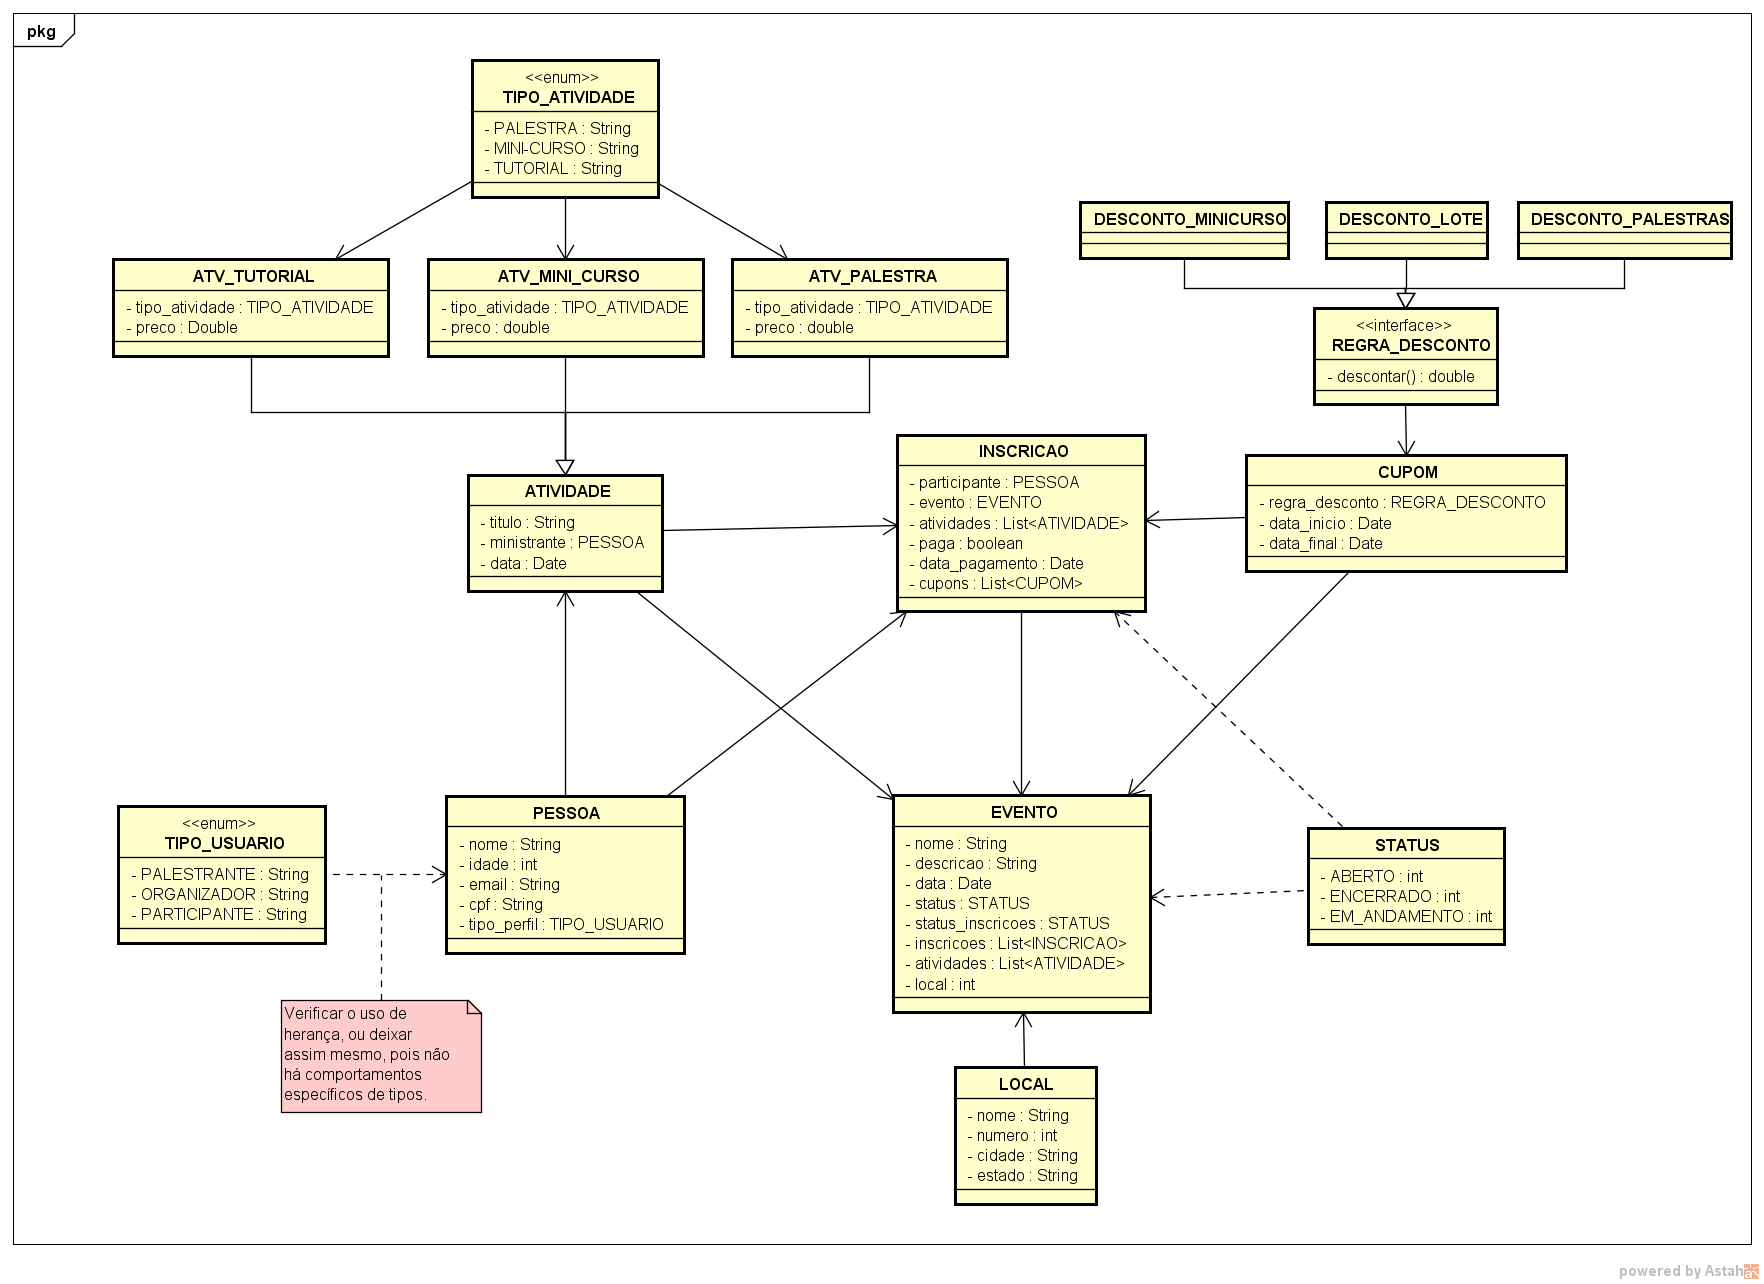 pkg
<<enum>>
TIPO_ATIVIDADE
- PALESTRA : String
- MINI-CURSO : String
- TUTORIAL : String
DESCONTO_MINICURSO
DESCONTO_LOTE
DESCONTO_PALESTRAS
ATV_TUTORIAL
- tipo_atividade : TIPO_ATIVIDADE
- preco : Double
ATV_MINI_CURSO
- tipo_atividade : TIPO_ATIVIDADE
- preco : double
ATV_PALESTRA
- tipo_atividade : TIPO_ATIVIDADE
- preco : double
<<interface>>
REGRA_DESCONTO
- descontar() : double
ATIVIDADE
- titulo : String
- ministrante : PESSOA
- data : Date
INSCRICAO
- participante : PESSOA
- evento : EVENTO
- atividades : List<ATIVIDADE>
- paga : boolean
- data_pagamento : Date
- cupons : List<CUPOM>
CUPOM
- regra_desconto : REGRA_DESCONTO
- data_inicio : Date
- data_final : Date
<<enum>>
TIPO_USUARIO
- PALESTRANTE : String
- ORGANIZADOR : String
- PARTICIPANTE : String
PESSOA
- nome : String
- idade : int
- email : String
- cpf : String
- tipo_perfil : TIPO_USUARIO
EVENTO
- nome : String
- descricao : String
- data : Date
- status : STATUS
- status_inscricoes : STATUS
- inscricoes : List<INSCRICAO>
- atividades : List<ATIVIDADE>
- local : int
STATUS
- ABERTO : int
- ENCERRADO : int
- EM_ANDAMENTO : int
Verificar o uso de
herança, ou deixar
assim mesmo, pois não
há comportamentos
específicos de tipos.
LOCAL
- nome : String
- numero : int
- cidade : String
- estado : String
powered by Astah